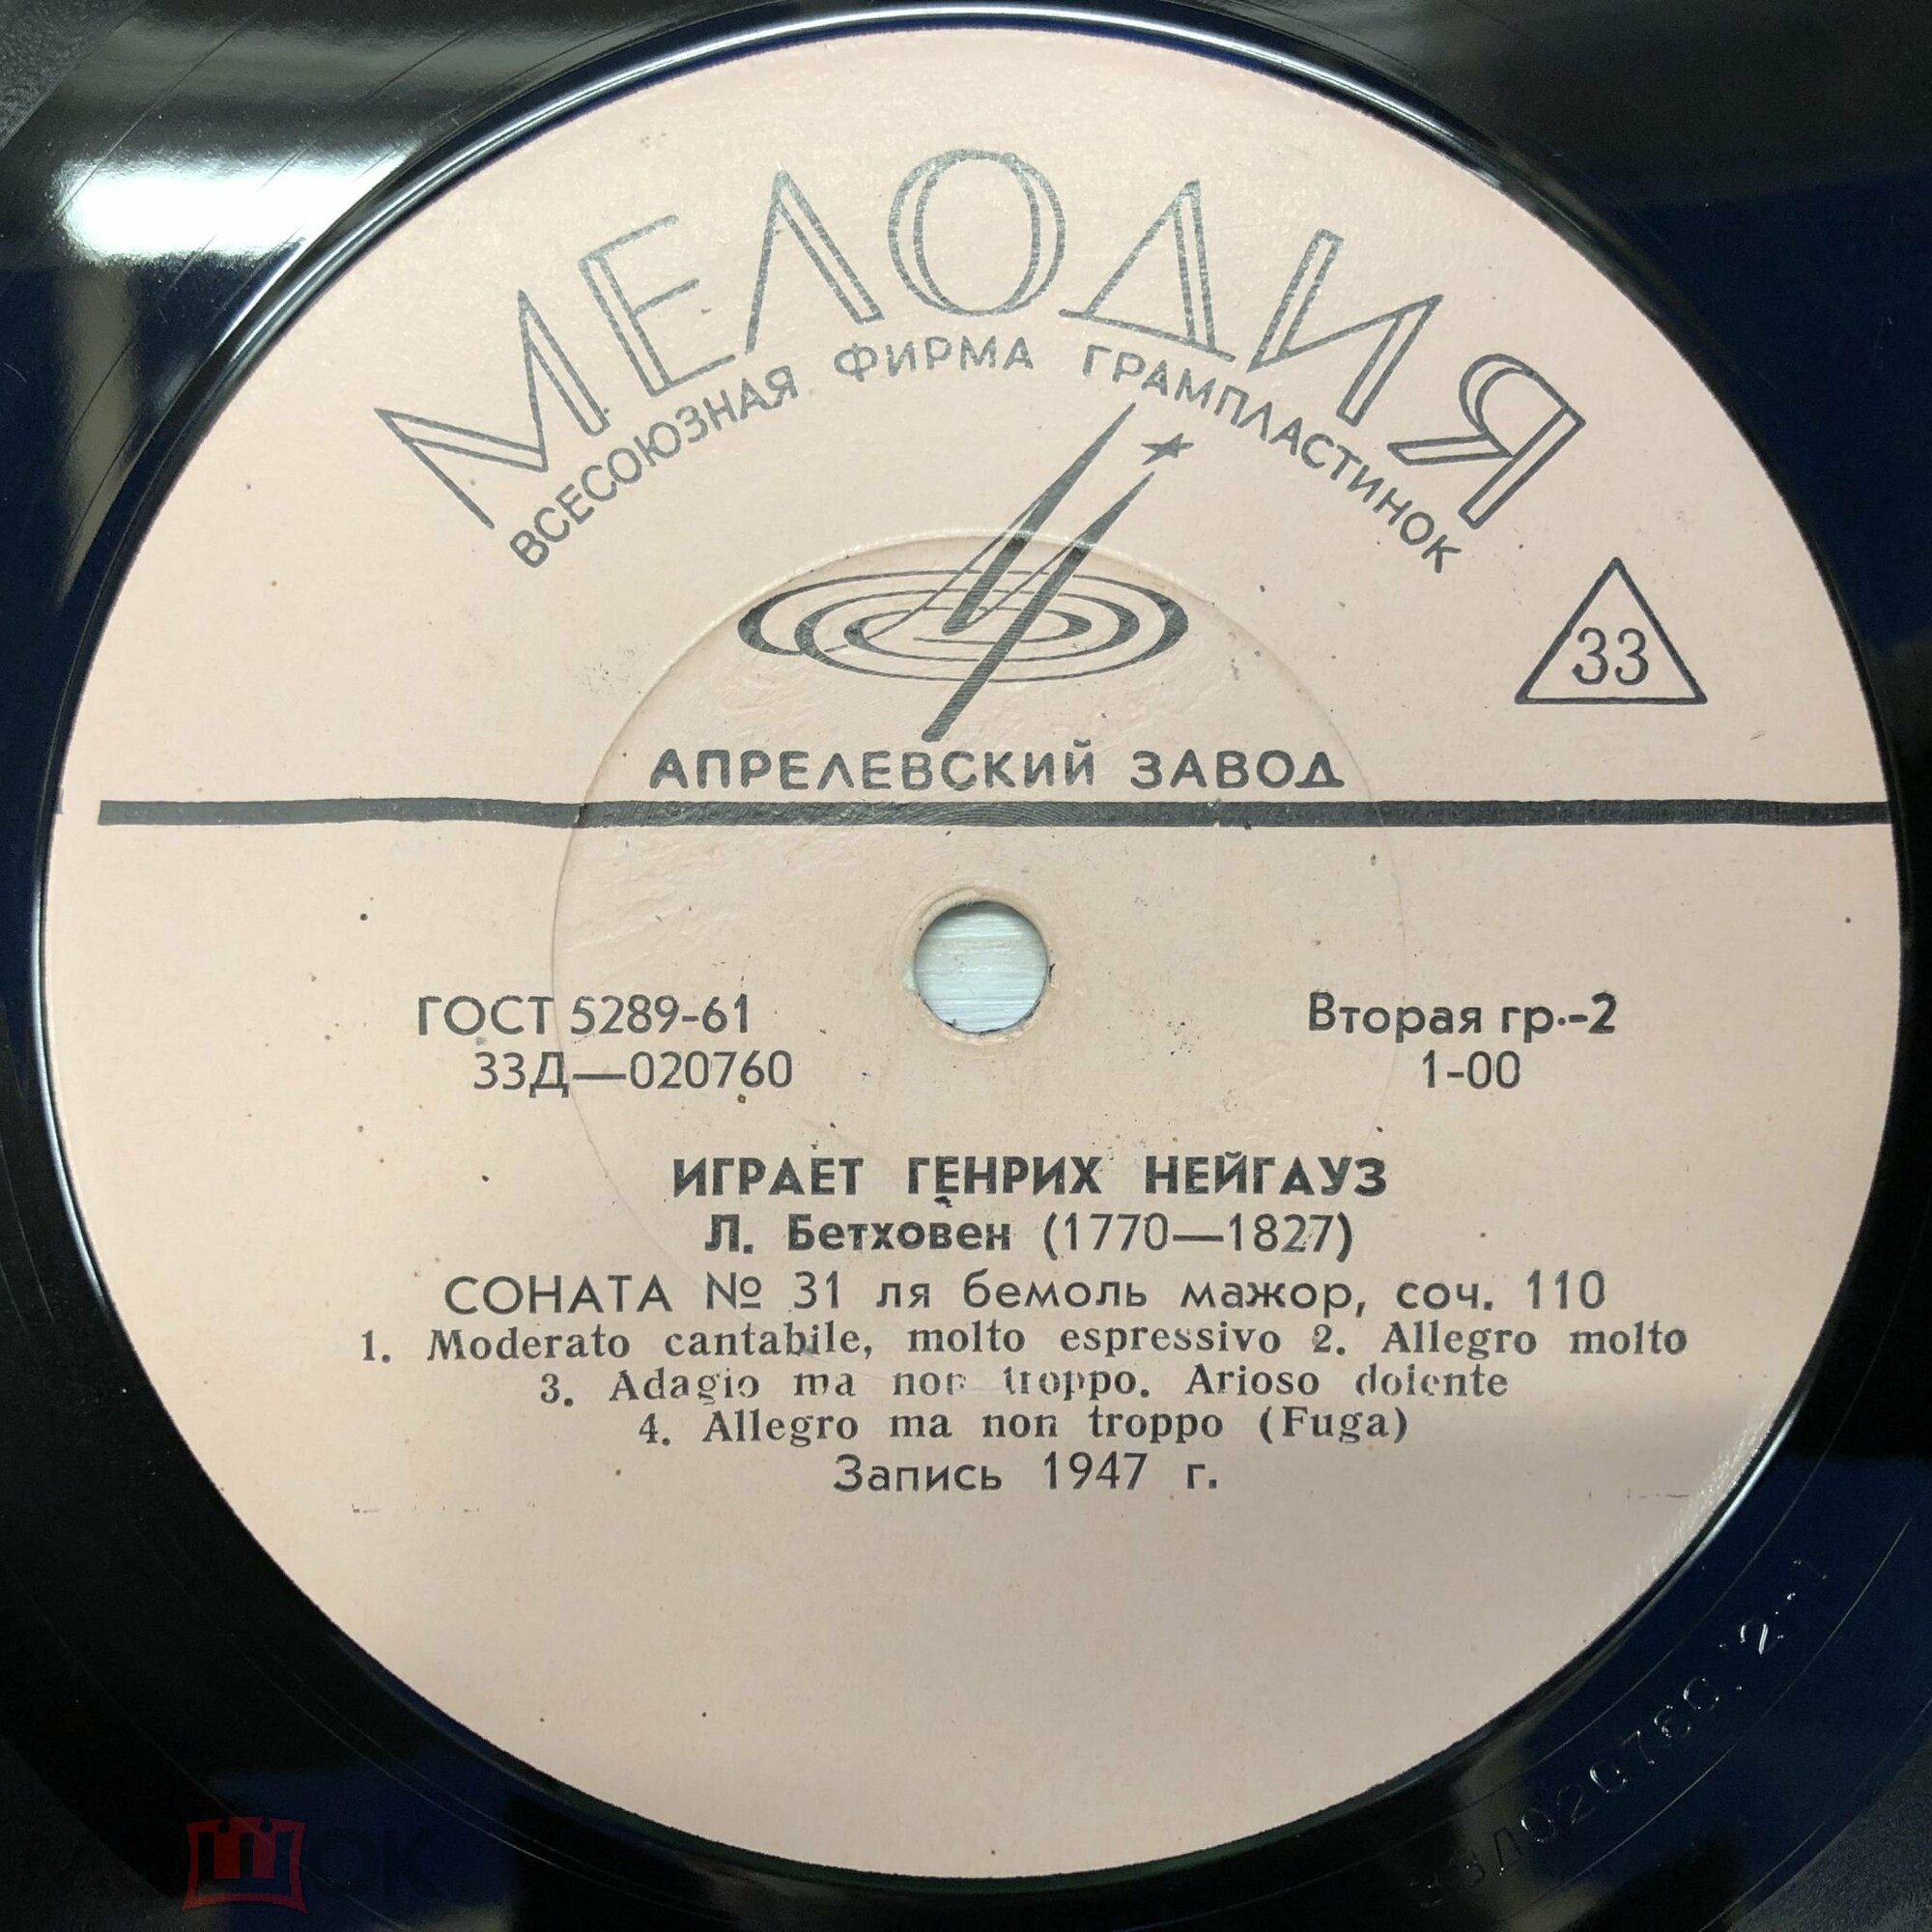 МЕЛОДИЯ
ВСЕСОЮЗНАЯ ФИРМА ГРАМПЛАСТИНОК
33
АПРЕЛЕВСКИЙ ЗАВОД
ГОСТ 5289-61
Вторая гр.-2
33Д—020760
1-00
ИГРАЕТ ГЕНРИХ НЕЙГАУЗ
Л. Бетховен (1770—1827)
СОНАТА № 31 ля бемоль мажор, соч. 110
1. Moderato cantabile, molto espressivo 2. Allegro molto
3. Adagio ma non troppo. Arioso dolente
4. Allegro ma non troppo (Fuga)
Запись 1947 г.